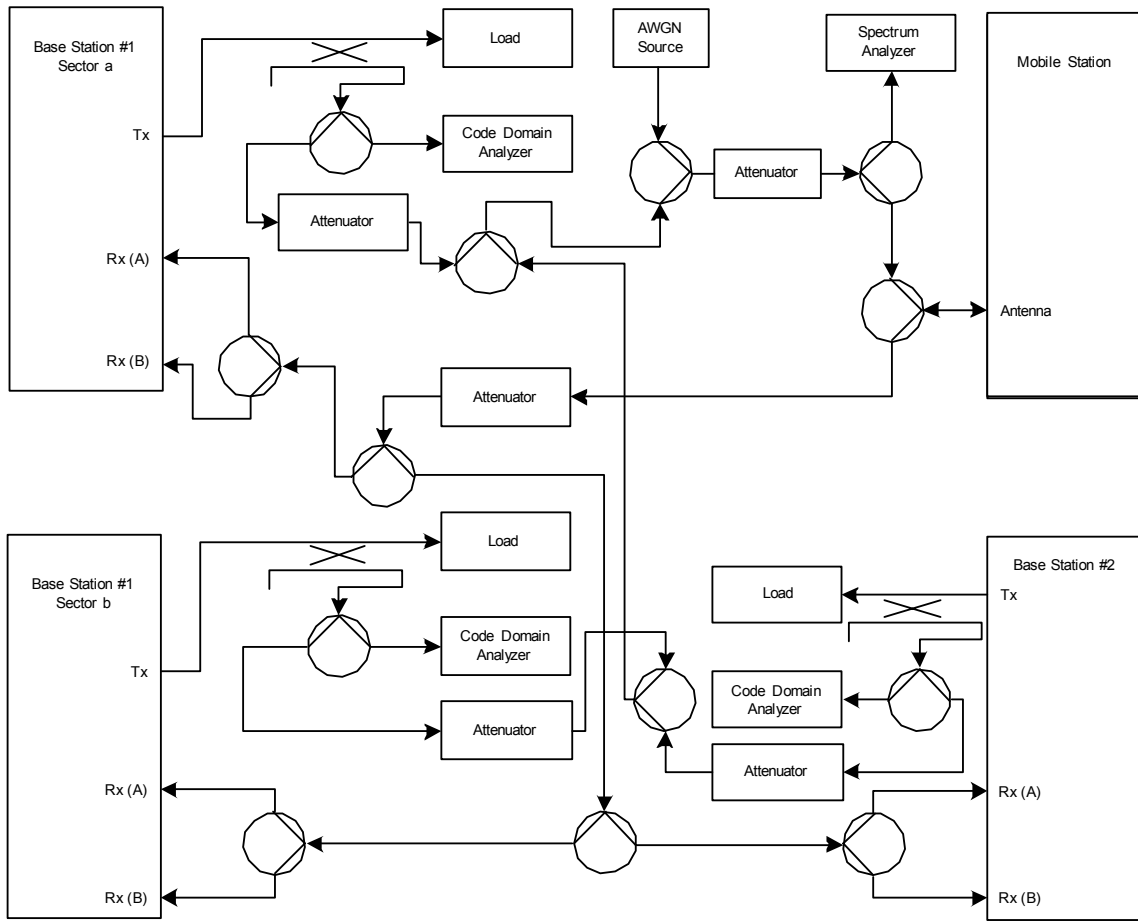 Base Station #1
Sector a
Tx
Rx (A)
Rx (B)
Load
Code Domain
Analyzer
Attenuator
AWGN
Source
Attenuator
Spectrum
Analyzer
Mobile Station
Antenna
Attenuator
Base Station #1
Sector b
Tx
Rx (A)
Rx (B)
Load
Code Domain
Analyzer
Attenuator
Load
Code Domain
Analyzer
Attenuator
Base Station #2
Tx
Rx (A)
Rx (B)